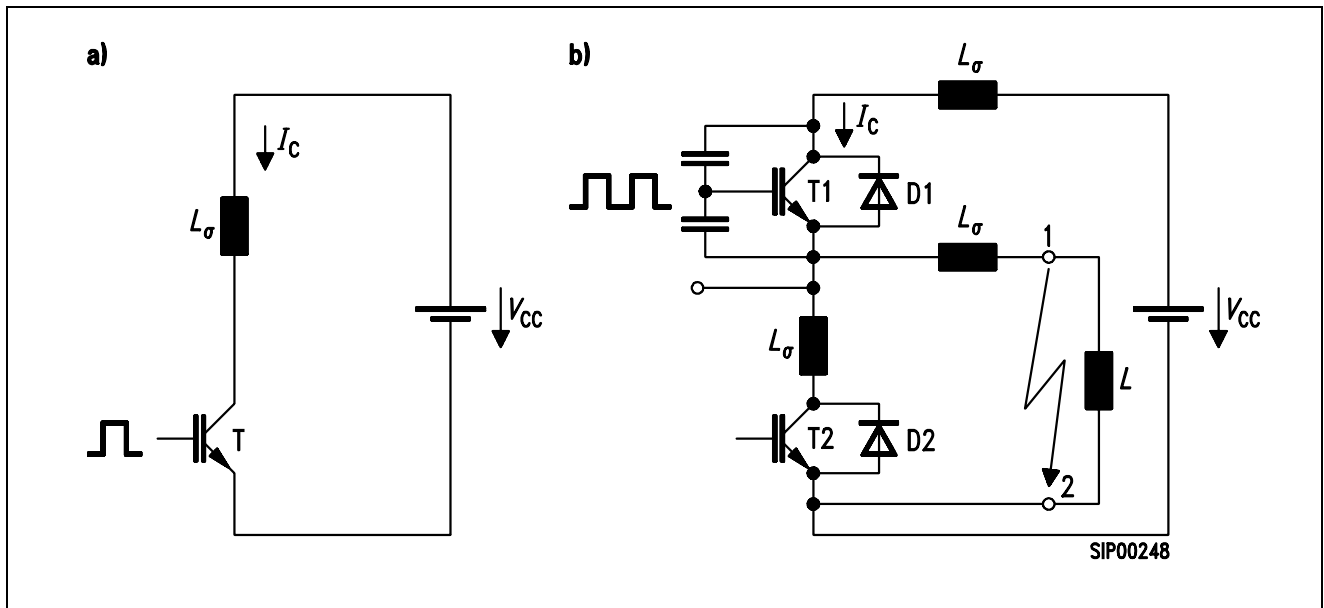 a)
I_C
L_σ
T
V_CC
b)
L_σ
I_C
T1
D1
L_σ
1
L_σ
V_CC
L
T2
D2
2
SIP00248